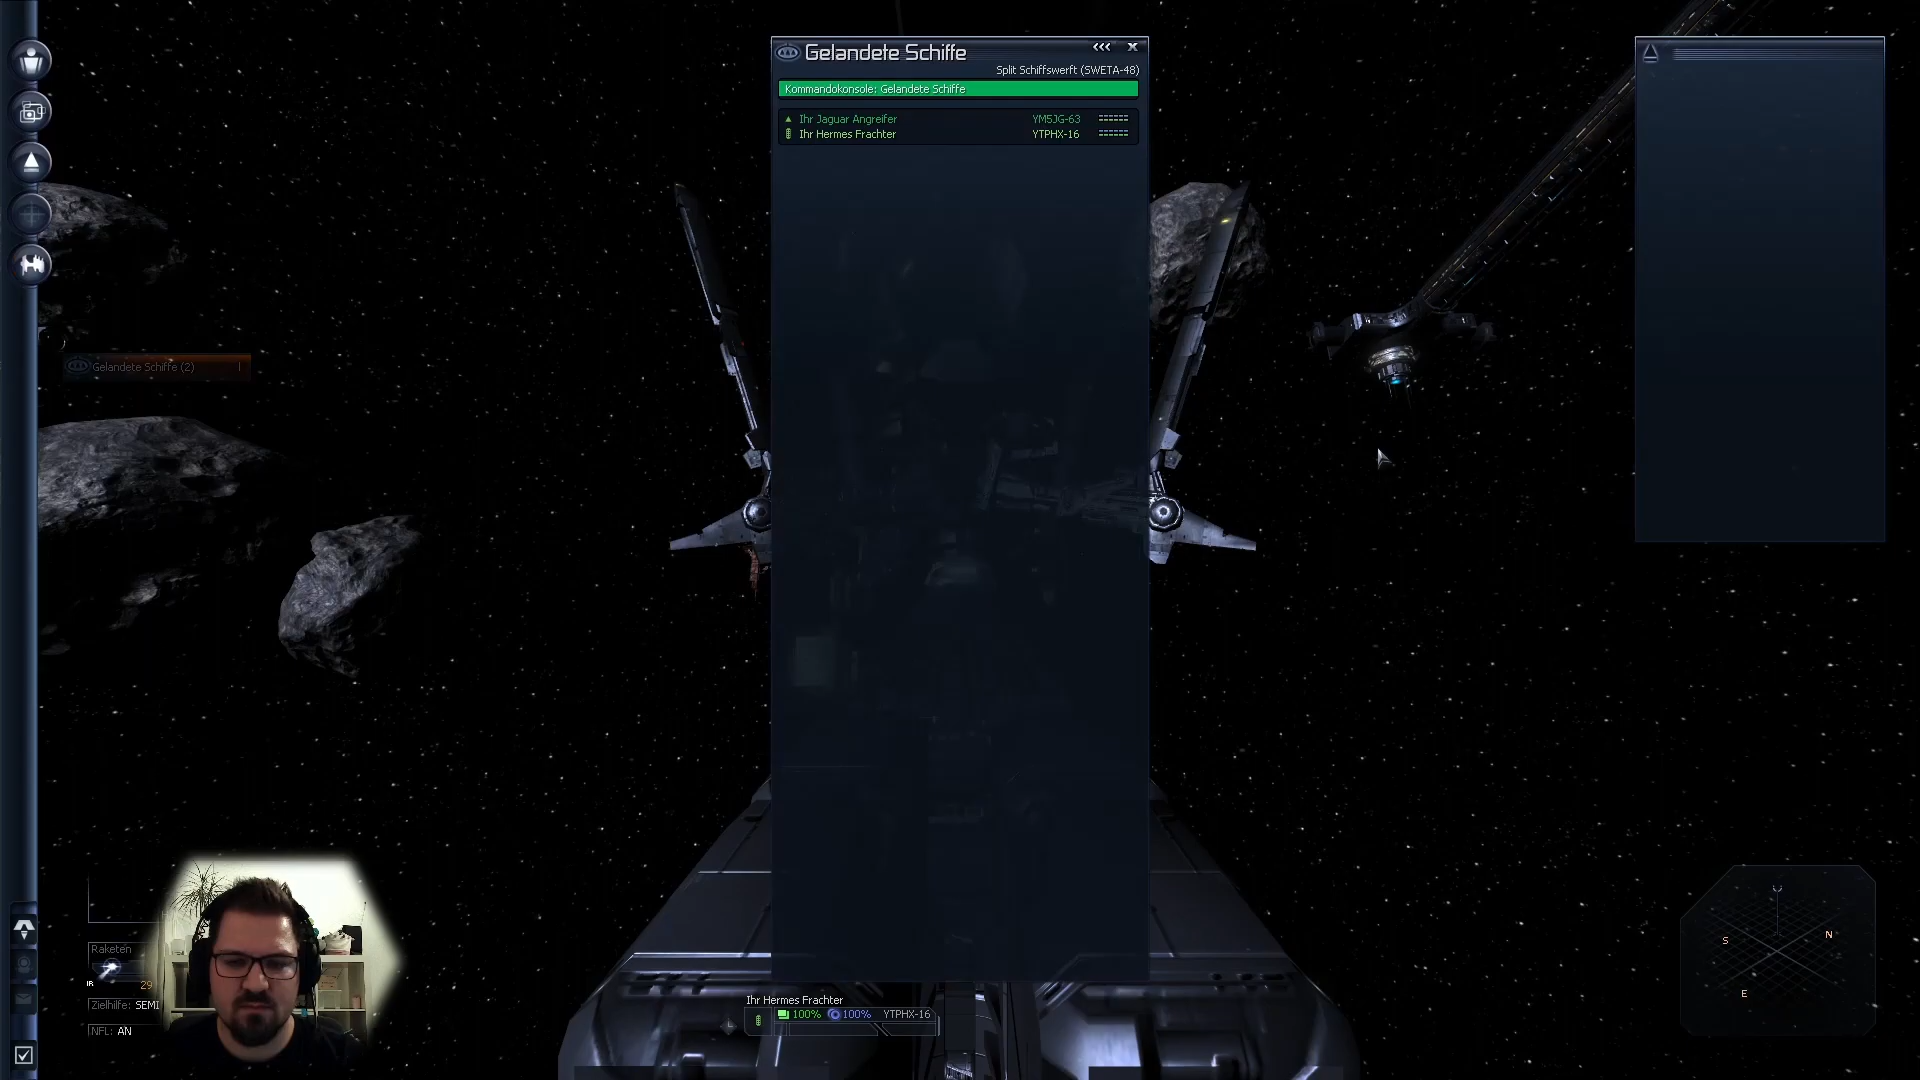 Gelandete Schiffe
Split Schiffswerft (SWETA-48)
Kommandokonsole: Gelandete Schiffe
Ihr Jaguar Angreifer YM5JG-63
Ihr Hermes Frachter YTPHX-16
Gelandete Schiffe (2)
Raketen
29
Zielhilfe: SEMI
NFL: AN
Ihr Hermes Frachter
100% 100% YTPHX-16
S
N
E